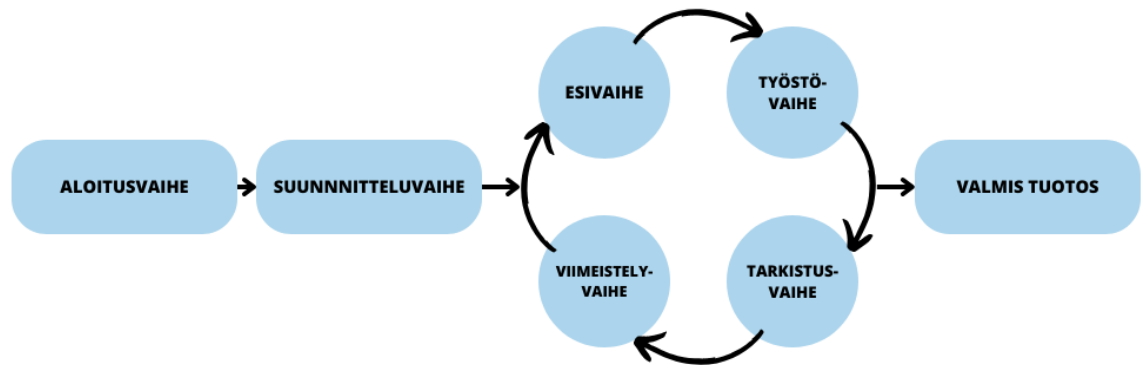 ALOITUSVAIHE
SUUNNNITTELUVAIHE
ESIVAIHE
TYÖSTÖ-
VAIHE
VIIMEISTELY-
VAIHE
TARKISTUS-
VAIHE
VALMIS TUOTOS